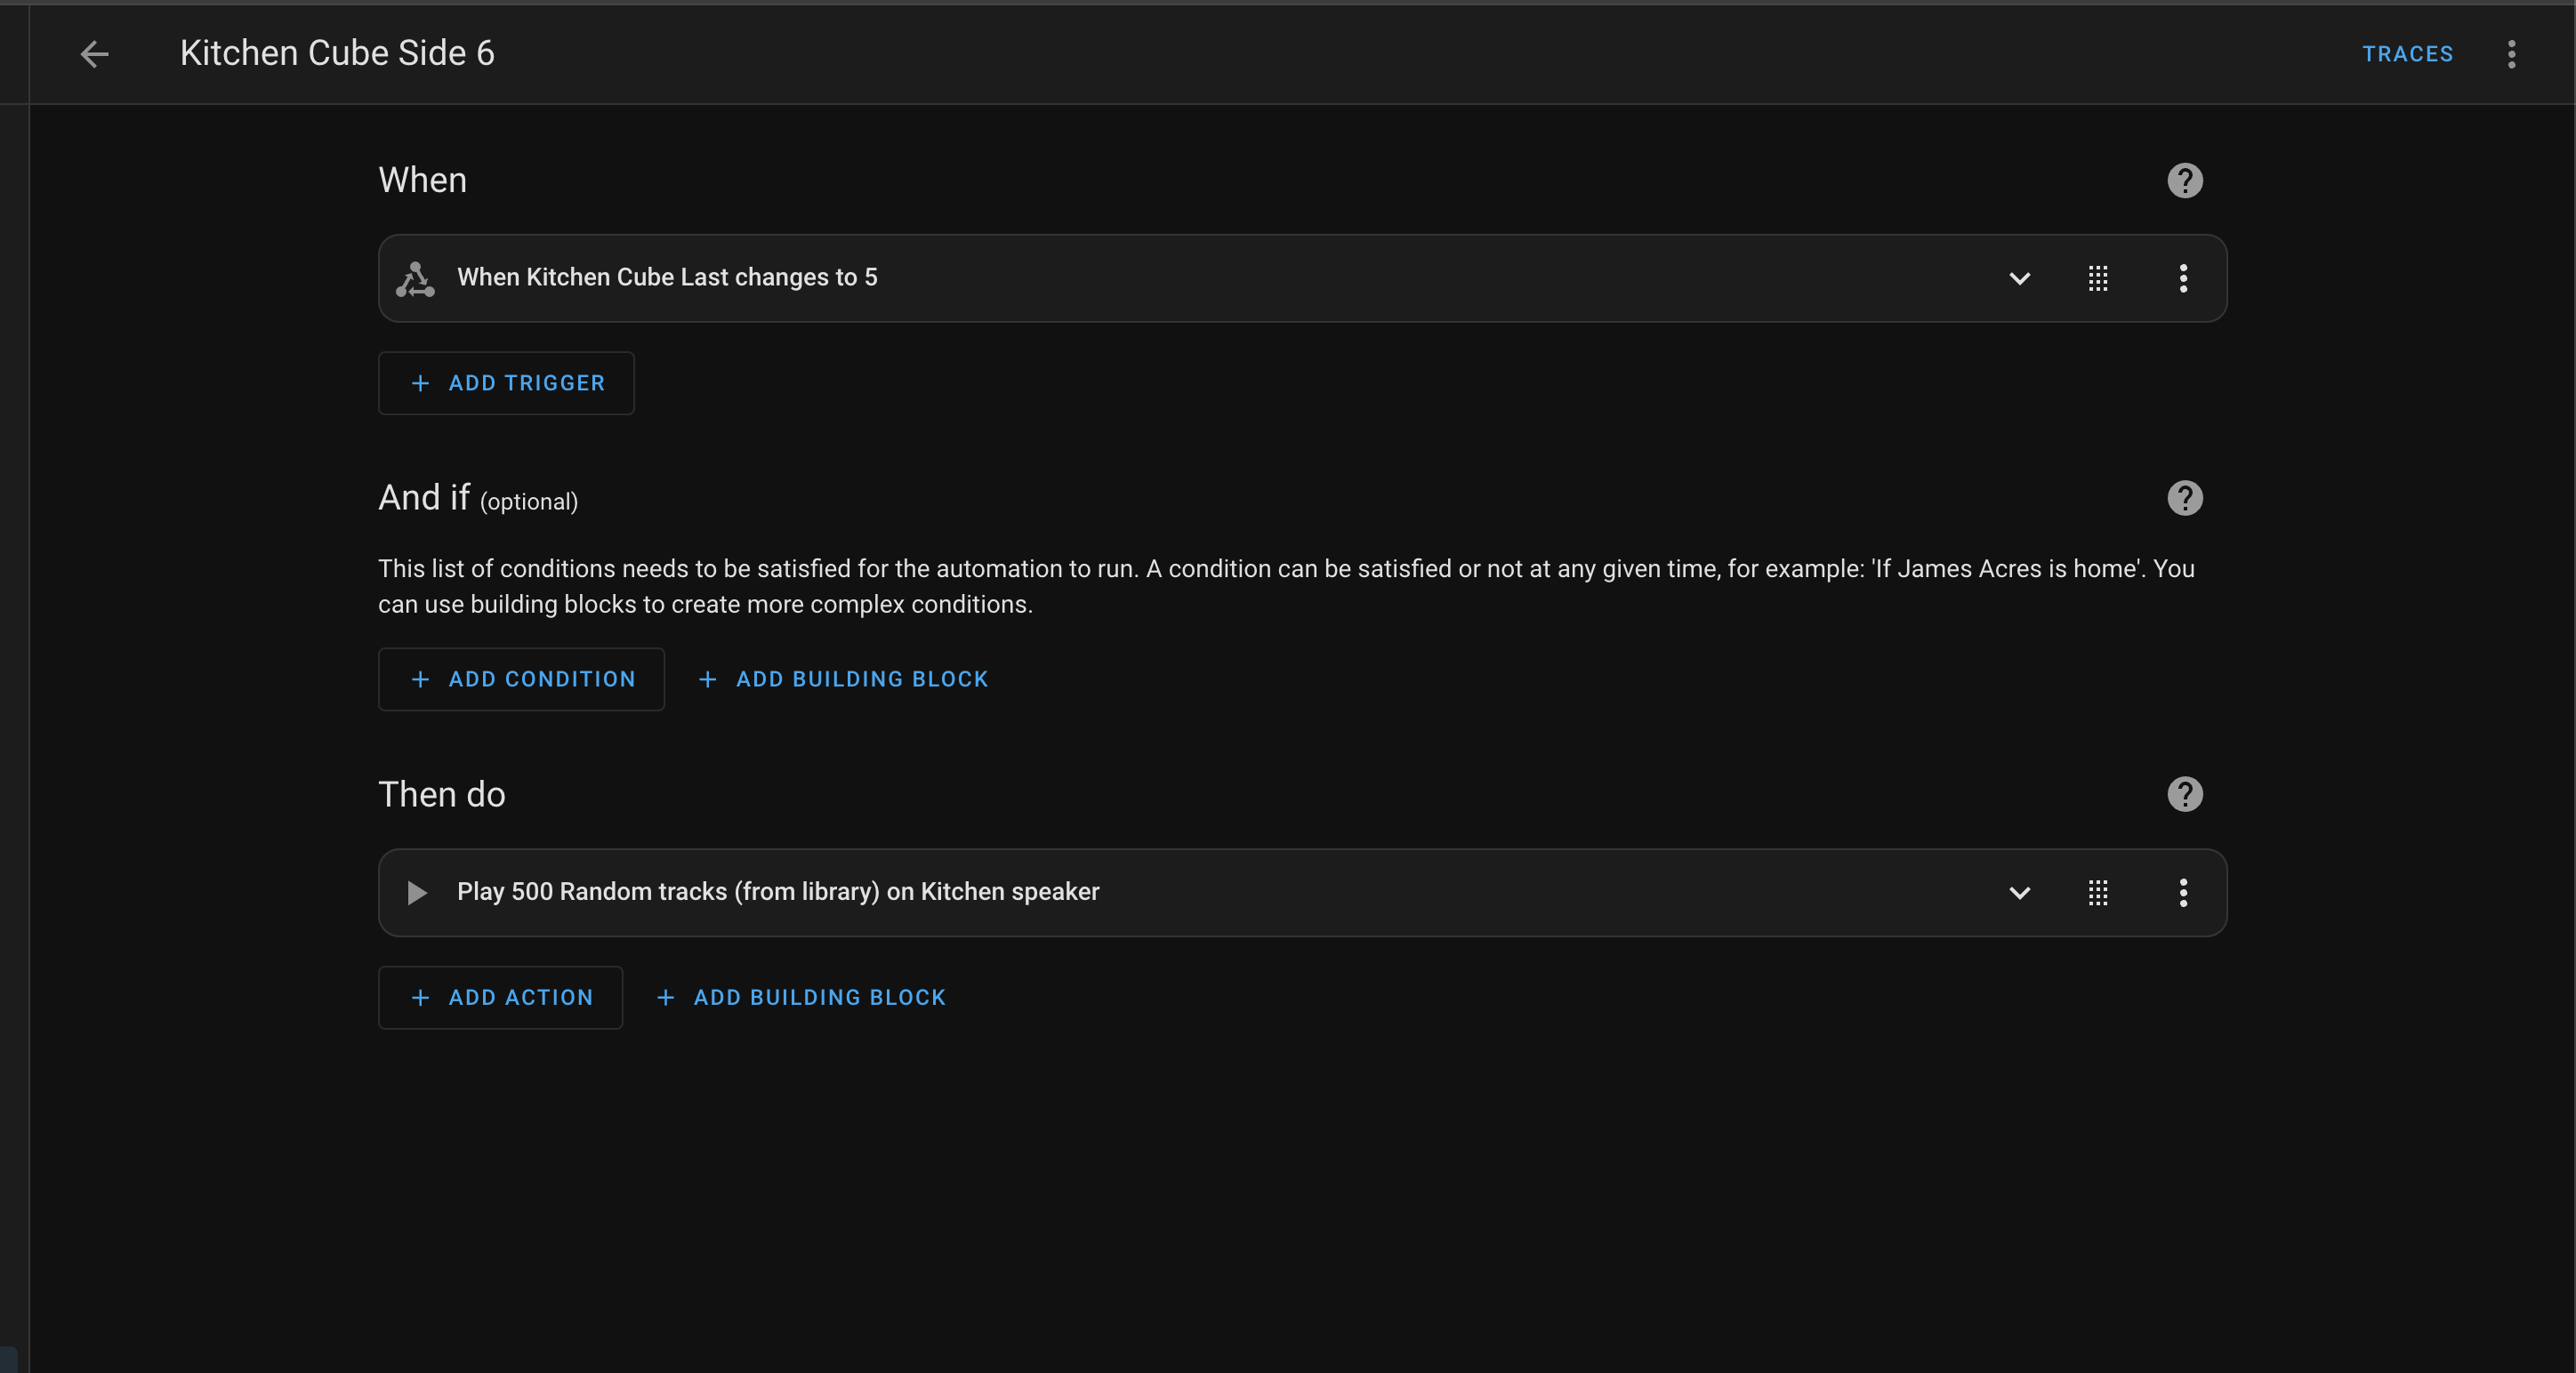 Kitchen Cube Side 6
TRACES
When
When Kitchen Cube Last changes to 5
+ ADD TRIGGER
And if (optional)
This list of conditions needs to be satisfied for the automation to run. A condition can be satisfied or not at any given time, for example: 'If James Acres is home'. You
can use building blocks to create more complex conditions.
+ ADD CONDITION
+ ADD BUILDING BLOCK
Then do
Play 500 Random tracks (from library) on Kitchen speaker
+ ADD ACTION
+ ADD BUILDING BLOCK